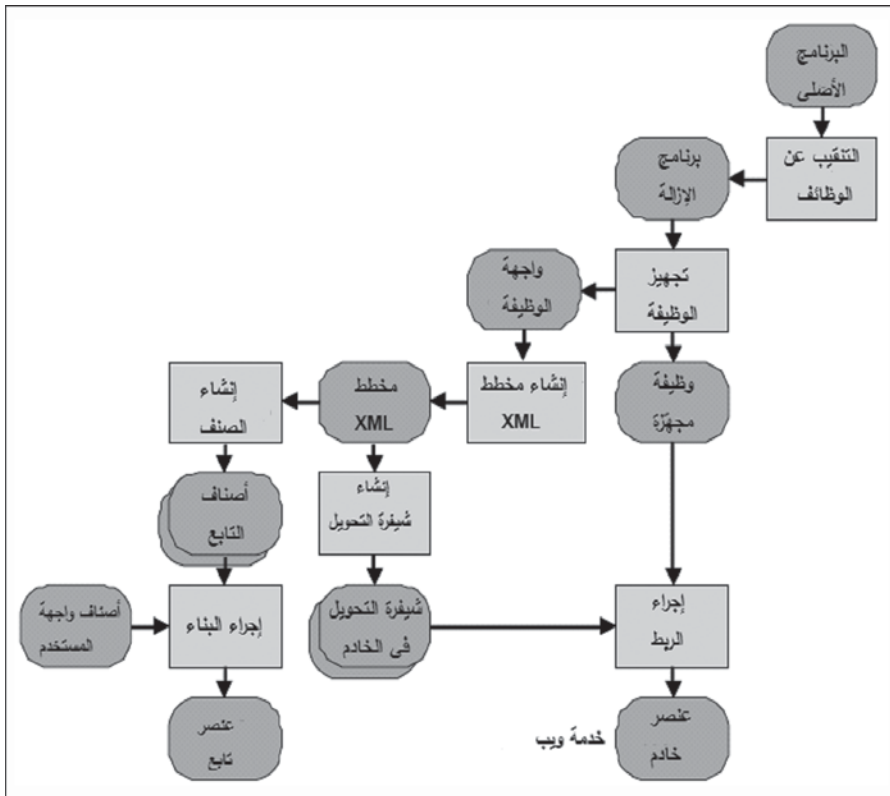 البرنامج
الأصلى
التنقيب عن
الوظائف
برنامج
الإزالة
تجهيز
الوظيفة
واجهة
الوظيفة
وظيفة
مجهزة
إنشاء مخطط
XML
مخطط
XML
إنشاء
الصنف
إنشاء
شيفرة التحويل
أصناف
التابع
أصناف واجهة
المستخدم
إجراء البناء
شيفرة التحويل
فى الخادم
إجراء
الربط
عنصر
تابع
خدمة ويب
عنصر
خادم